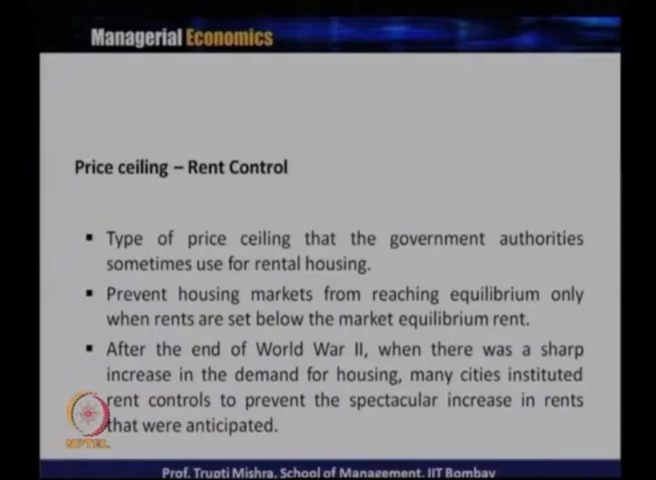 Managerial Economics
Price ceiling – Rent Control
▪ Type of price ceiling that the government authorities
sometimes use for rental housing.
▪ Prevent housing markets from reaching equilibrium only
when rents are set below the market equilibrium rent.
▪ After the end of World War II, when there was a sharp
increase in the demand for housing, many cities instituted
rent controls to prevent the spectacular increase in rents
that were anticipated.
NPTEL
Prof. Trupti Mishra, School of Management, IIT Bombay